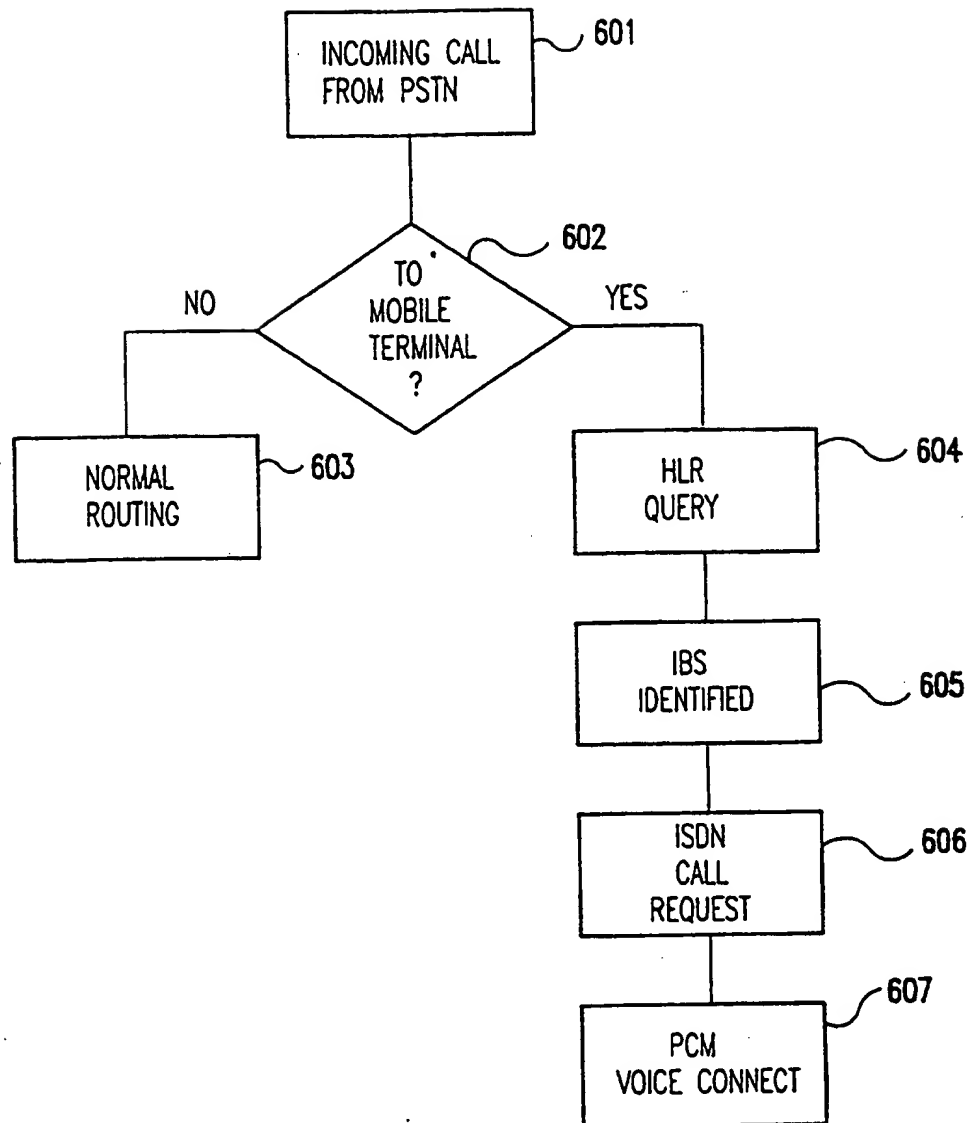 INCOMING CALL
FROM PSTN
601
602
TO
MOBILE
TERMINAL
?
NO
YES
NORMAL
ROUTING
603
HLR
QUERY
604
IBS
IDENTIFIED
605
ISDN
CALL
REQUEST
606
PCM
VOICE CONNECT
607